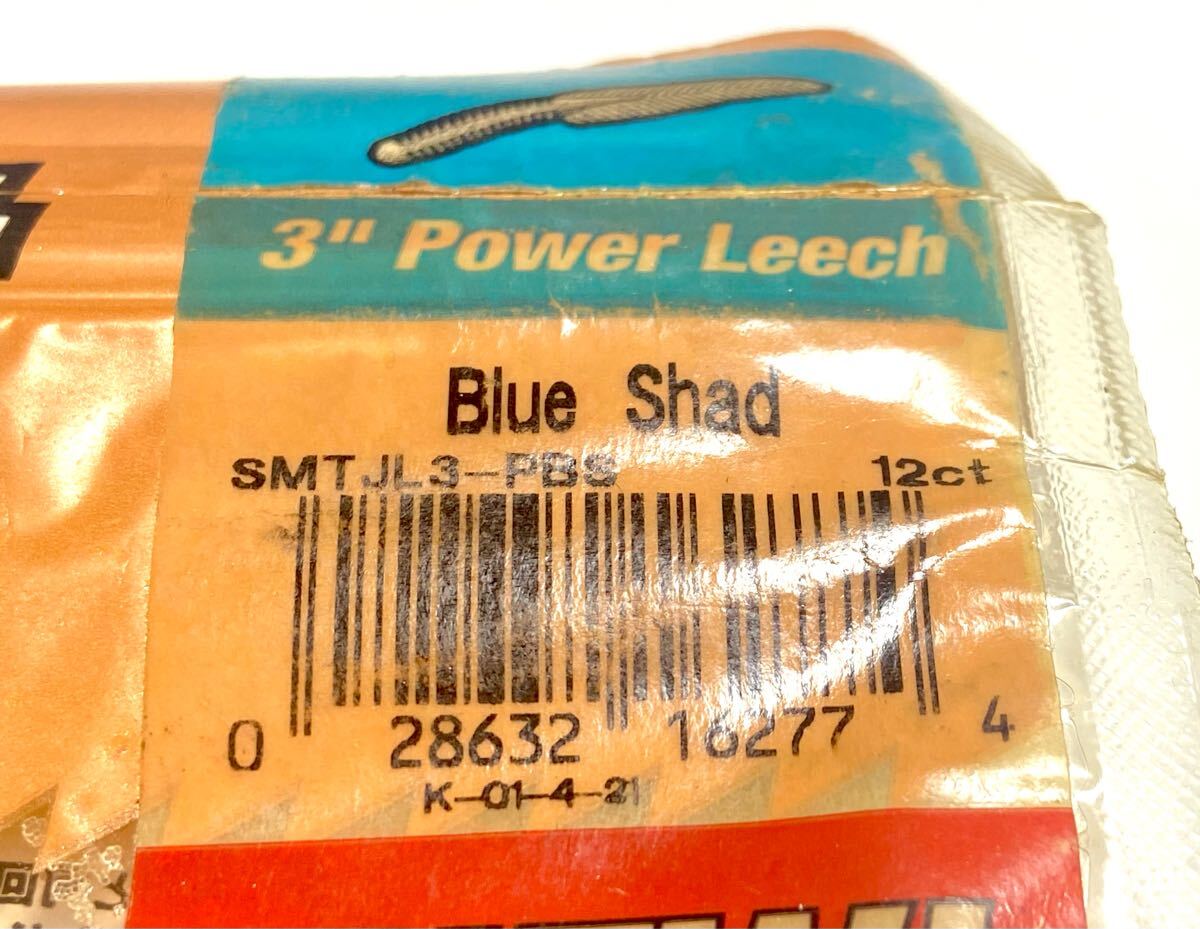 3" Power Leech
Blue Shad
SMTJL3-PBS 12ct
0 28632 16277 4
K-01-4-21